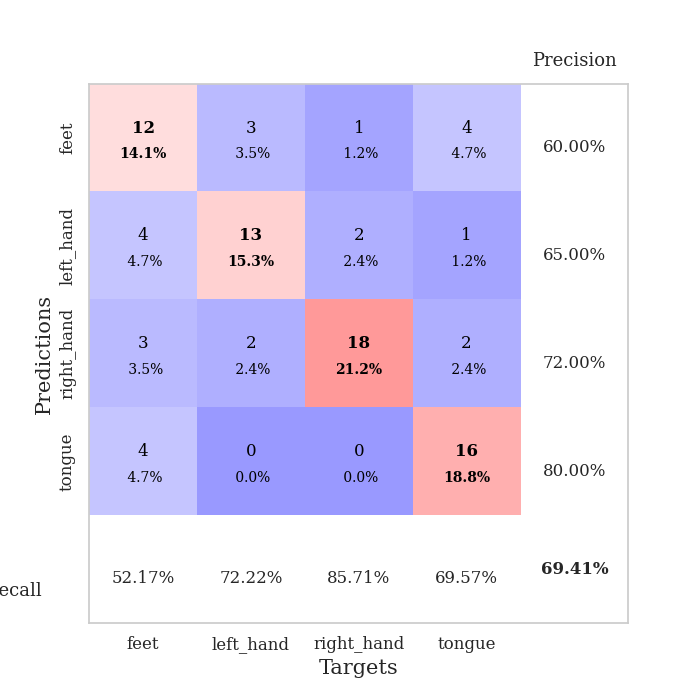 Precision
feet 12 3 1 4 60.00%
14.1% 3.5% 1.2% 4.7%
left_hand 4 13 2 1 65.00%
4.7% 15.3% 2.4% 1.2%
Predictions
right_hand 3 2 18 2 72.00%
3.5% 2.4% 21.2% 2.4%
tongue 4 0 0 16 80.00%
4.7% 0.0% 0.0% 18.8%
ecall 52.17% 72.22% 85.71% 69.57% 69.41%
feet left_hand right_hand tongue
Targets